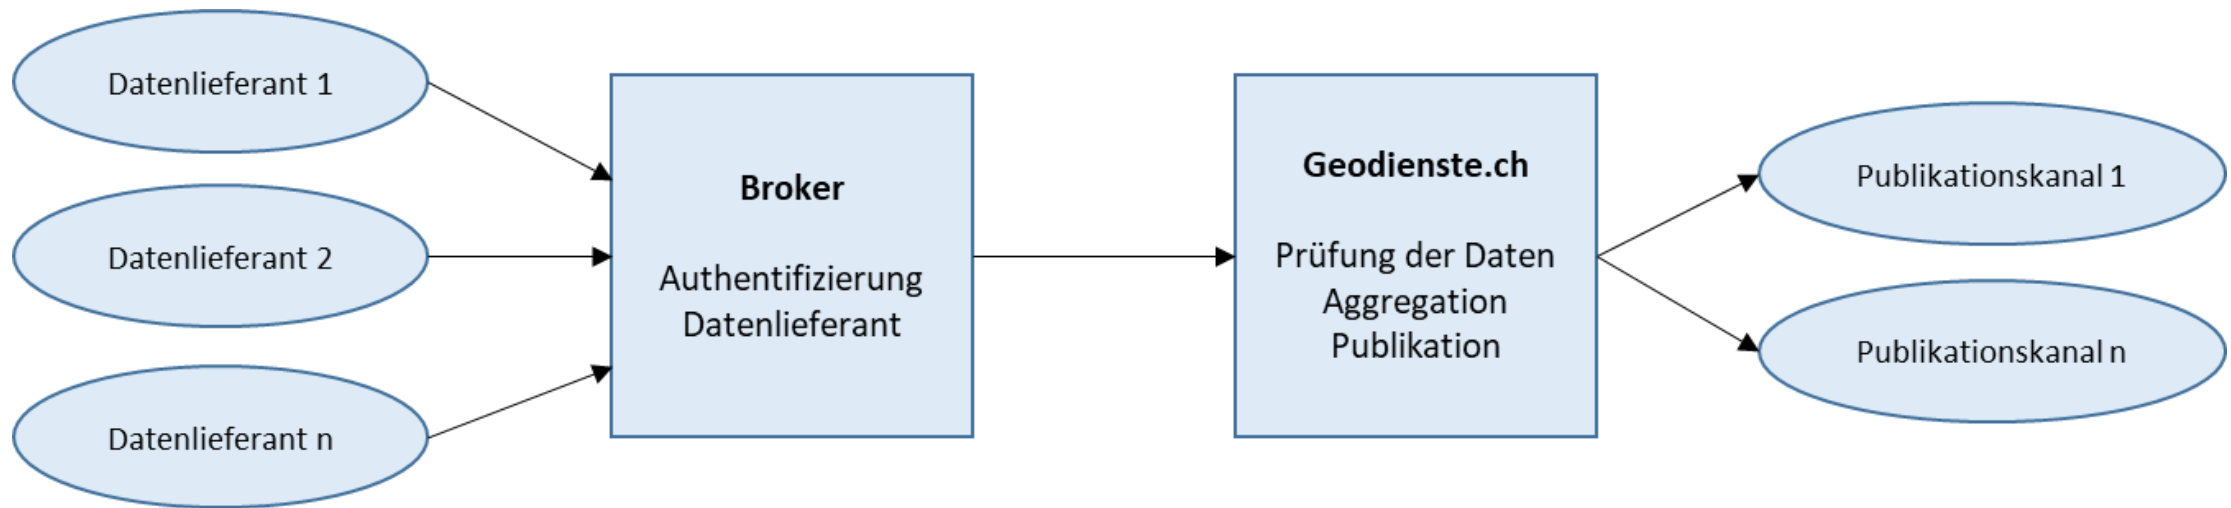 Datenlieferant 1
Datenlieferant 2
Datenlieferant n
Broker
Authentifizierung
Datenlieferant
Geodienste.ch
Prüfung der Daten
Aggregation
Publikation
Publikationskanal 1
Publikationskanal n